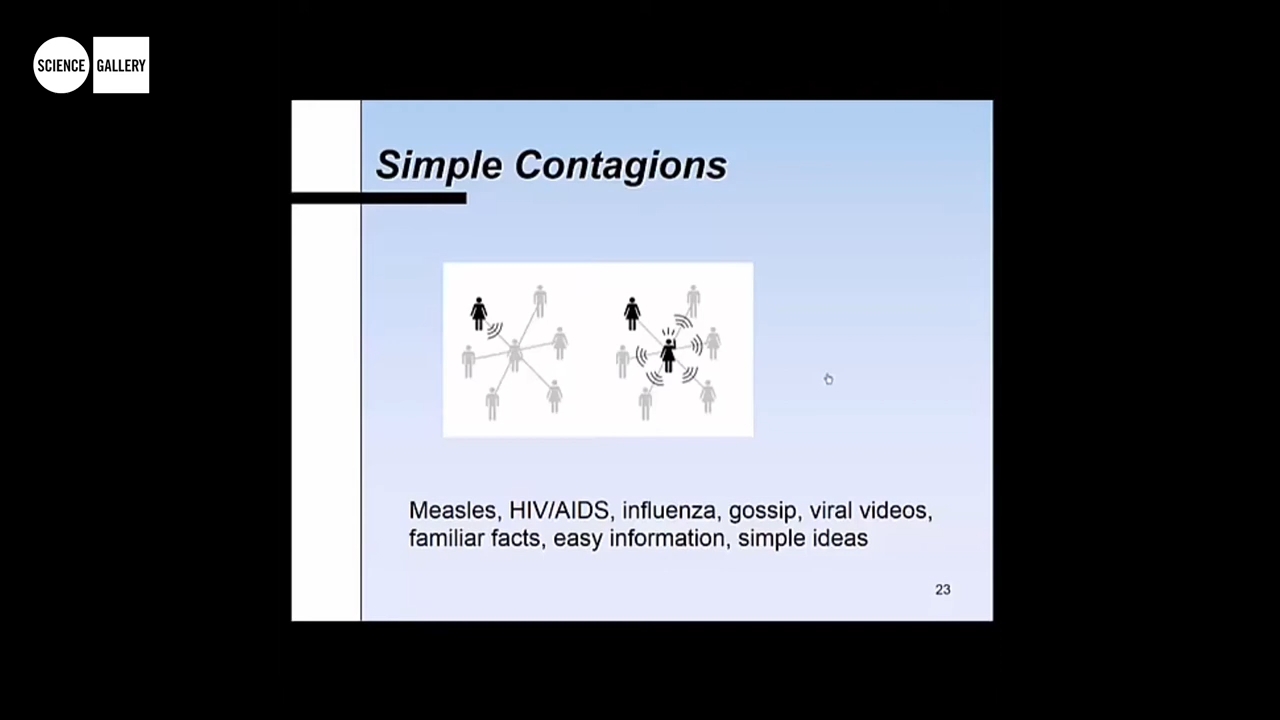 SCIENCE GALLERY
Simple Contagions
Measles, HIV/AIDS, influenza, gossip, viral videos,
familiar facts, easy information, simple ideas
23